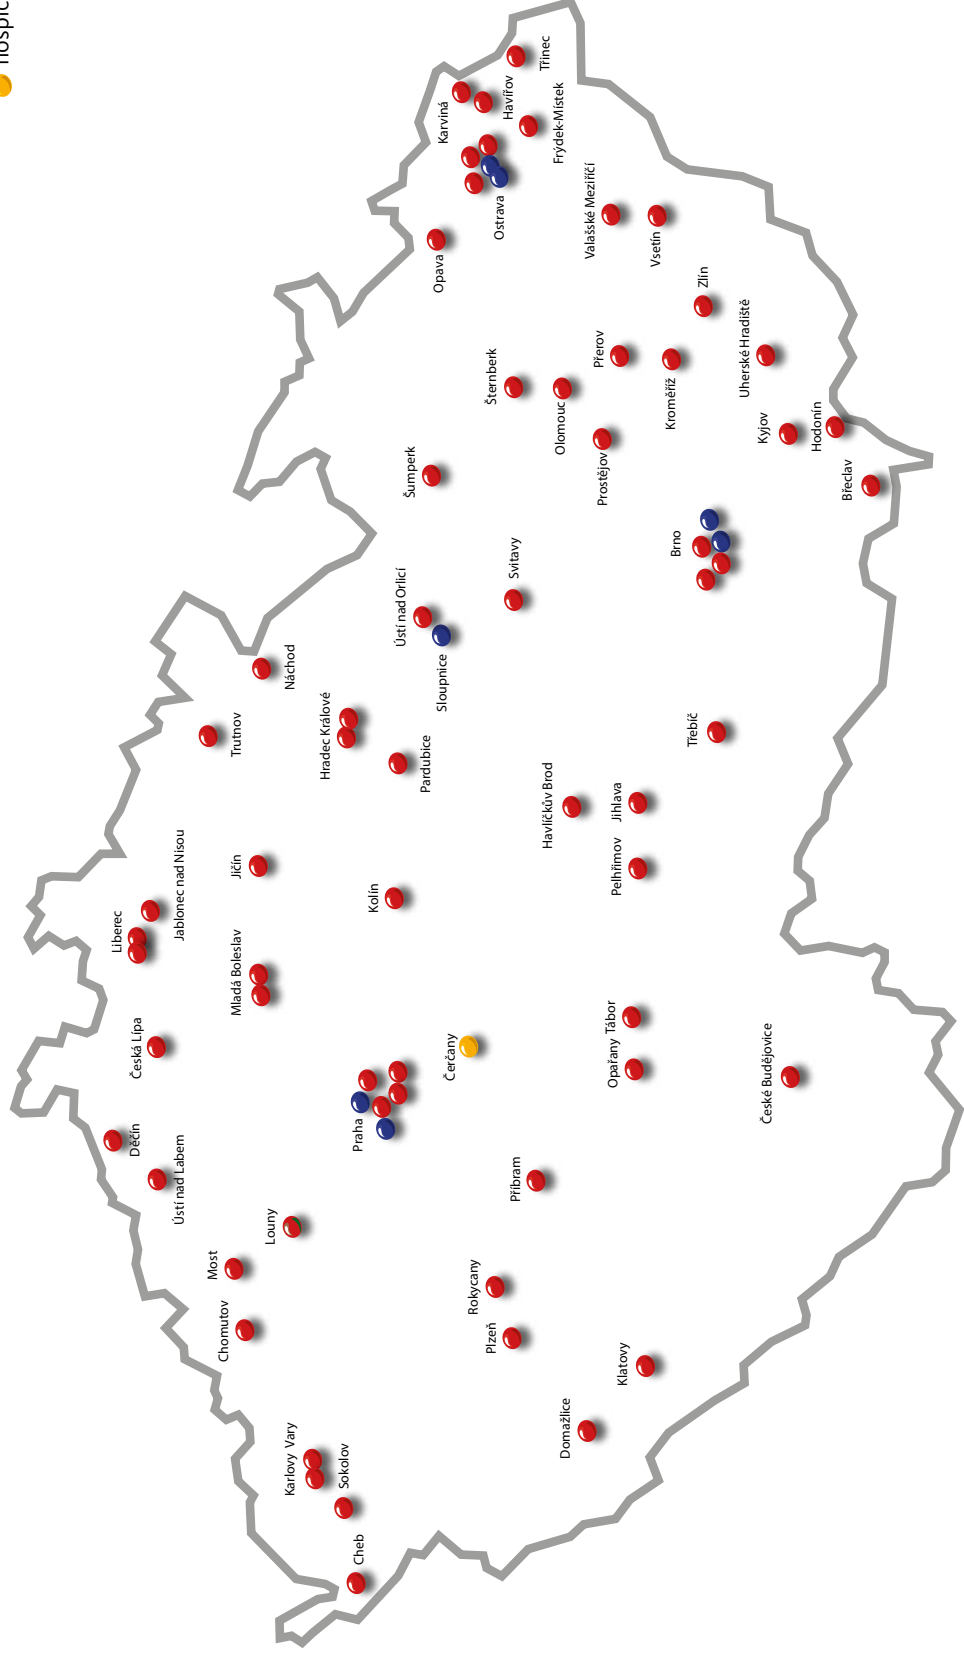 hospic
Liberec
Děčín
Česká Lípa
Ústí nad Labem
Jablonec nad Nisou
Most
Chomutov
Mladá Boleslav
Jičín
Trutnov
Louny
Náchod
Karlovy Vary
Hradec Králové
Sokolov
Cheb
Praha
Kolín
Ústí nad Orlicí
Šumperk
Pardubice
Opava
Sloupnice
Karviná
Čerčany
Rokycany
Plzeň
Šternberk
Ostrava
Havířov
Příbram
Svitavy
Třinec
Havlíčkův Brod
Frýdek-Místek
Olomouc
Domažlice
Valašské Meziříčí
Přerov
Prostějov
Opařany
Tábor
Pelhřimov
Jihlava
Klatovy
Vsetín
Kroměříž
Brno
Třebíč
Zlín
Uherské Hradiště
Kyjov
České Budějovice
Hodonín
Břeclav